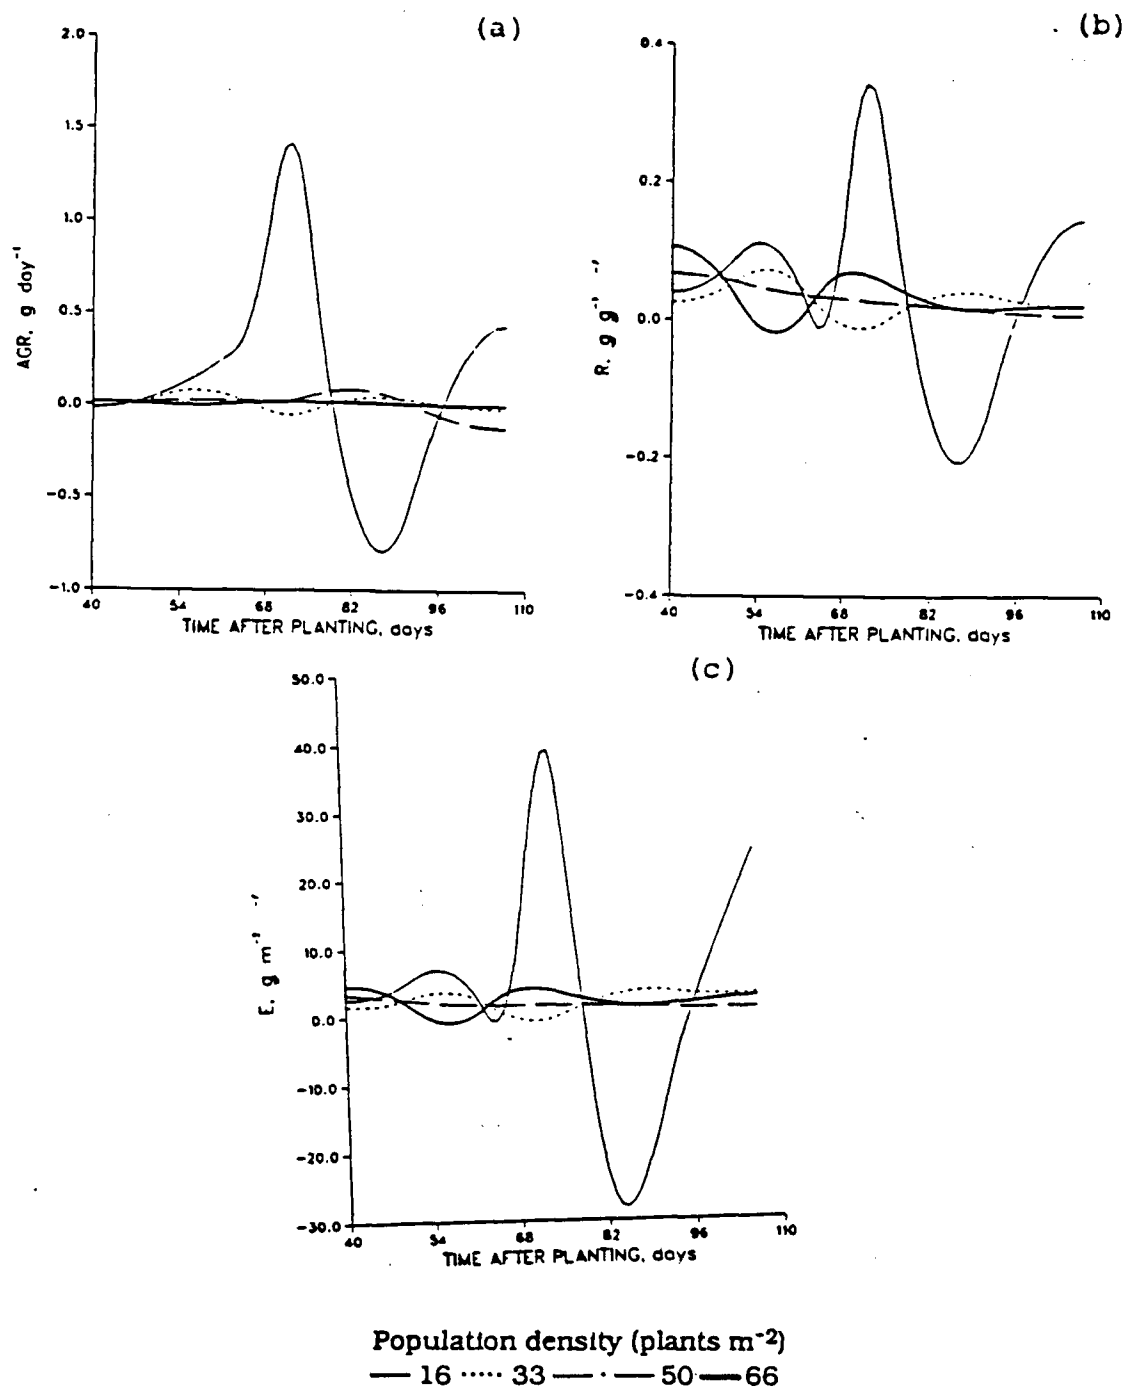 (a)
2.0
1.5
1.0
0.5
0.0
-0.5
-1.0
AGR, g day⁻¹
40 54 68 82 96 110
TIME AFTER PLANTING, days
(b)
0.4
0.2
0.0
-0.2
-0.4
R, g g⁻¹ ⁻¹
40 54 68 82 96 110
TIME AFTER PLANTING, days
(c)
50.0
40.0
30.0
20.0
10.0
0.0
-10.0
-20.0
-30.0
E, g m⁻² ⁻¹
40 54 68 82 96 110
TIME AFTER PLANTING, days
Population density (plants m⁻²)
16 33 50 66